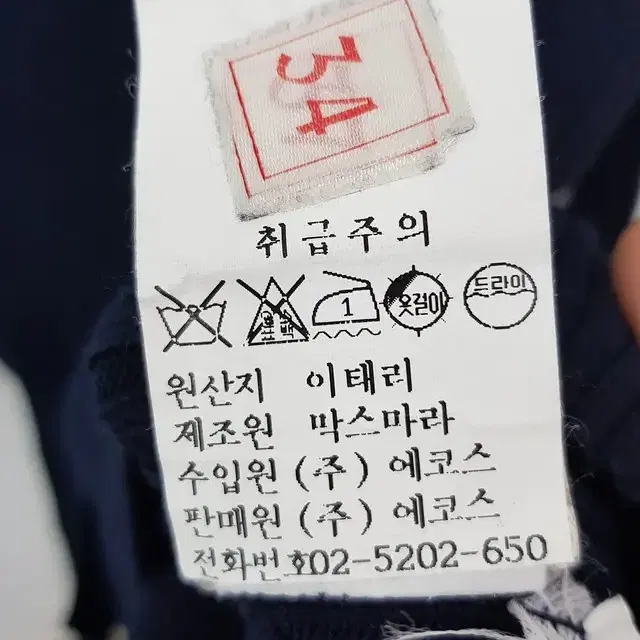 34
취급주의
표백 1 옷걸이 드라이
원산지 이태리
제조원 막스마라
수입원 (주) 에코스
판매원 (주) 에코스
전화번호02-5202-650